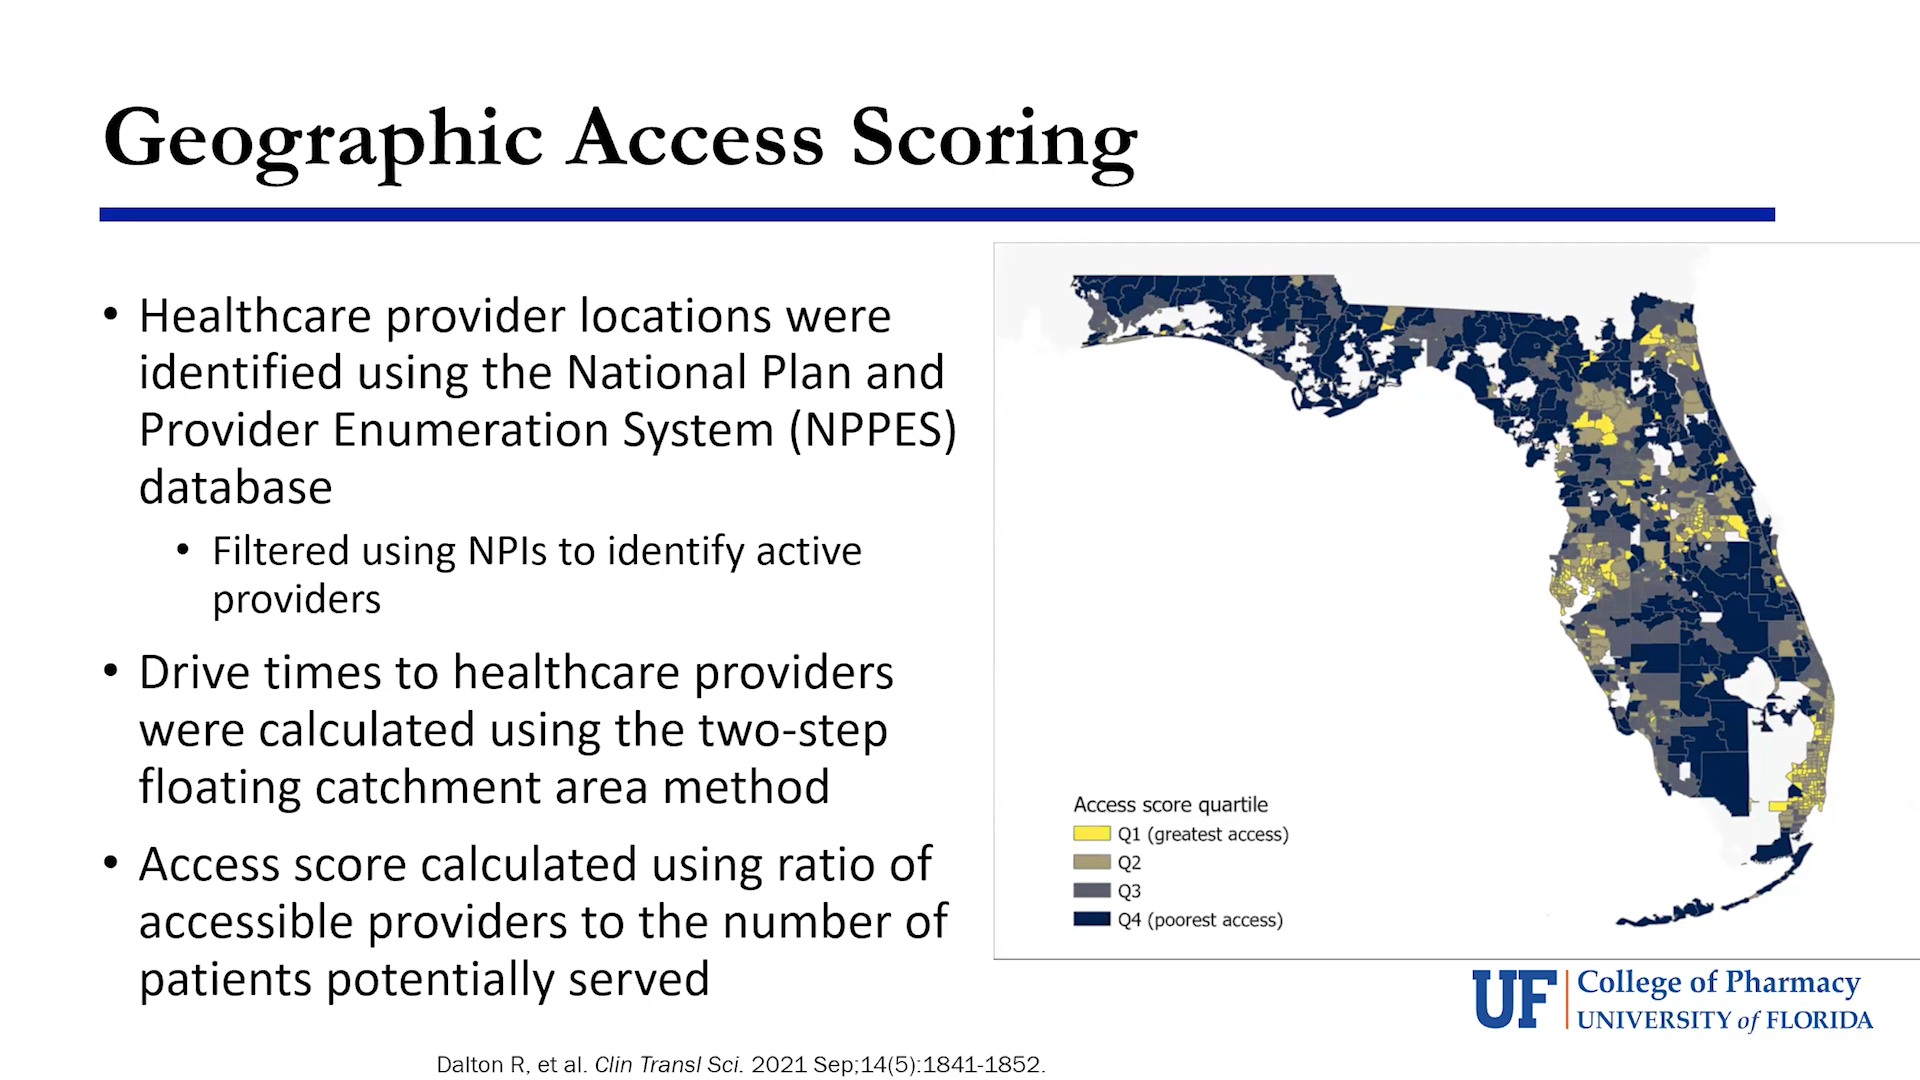 Geographic Access Scoring
• Healthcare provider locations were
identified using the National Plan and
Provider Enumeration System (NPPES)
database
• Filtered using NPIs to identify active
providers
• Drive times to healthcare providers
were calculated using the two-step
floating catchment area method
• Access score calculated using ratio of
accessible providers to the number of
patients potentially served
Access score quartile
Q1 (greatest access)
Q2
Q3
Q4 (poorest access)
UF College of Pharmacy
UNIVERSITY of FLORIDA
Dalton R, et al. Clin Transl Sci. 2021 Sep;14(5):1841-1852.